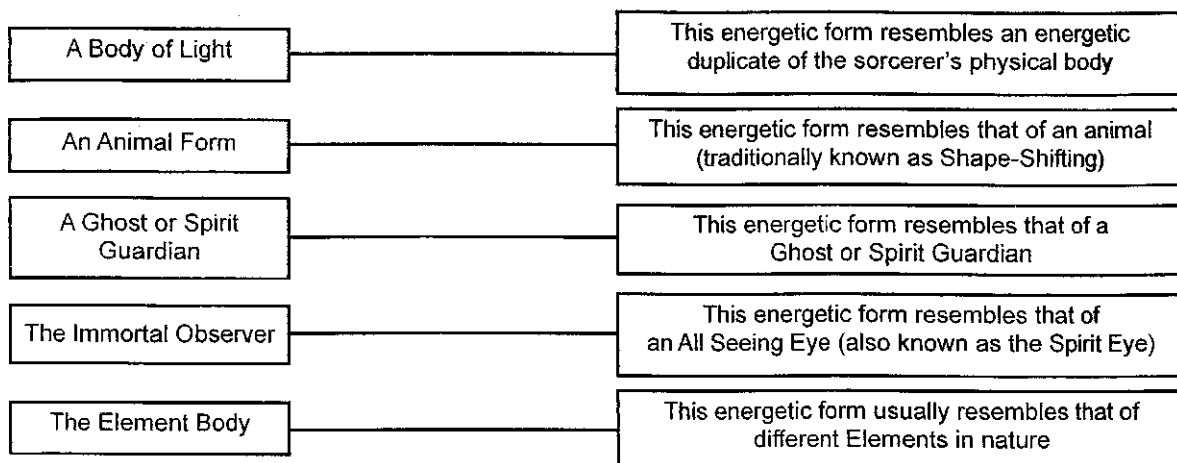 A Body of Light
This energetic form resembles an energetic
duplicate of the sorcerer's physical body
An Animal Form
This energetic form resembles that of an animal
(traditionally known as Shape-Shifting)
A Ghost or Spirit
Guardian
This energetic form resembles that of a
Ghost or Spirit Guardian
The Immortal Observer
This energetic form resembles that of
an All Seeing Eye (also known as the Spirit Eye)
The Element Body
This energetic form usually resembles that of
different Elements in nature